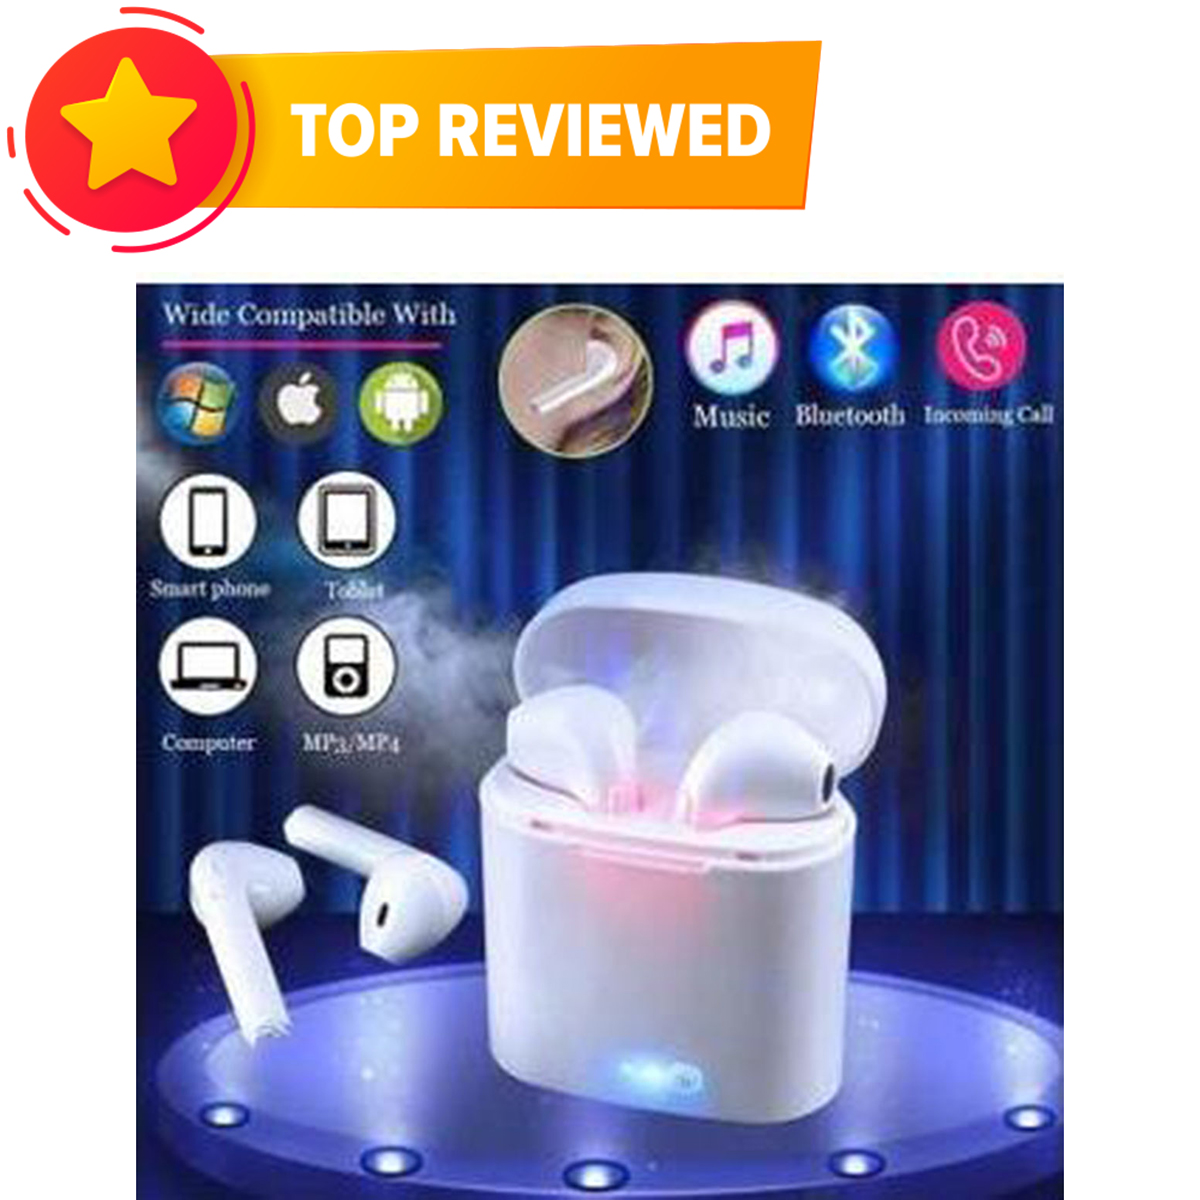 TOP REVIEWED
Wide Compatible With
Music
Bluetooth
Incoming Call
Smart phone
Tablet
Computer
MP3/MP4